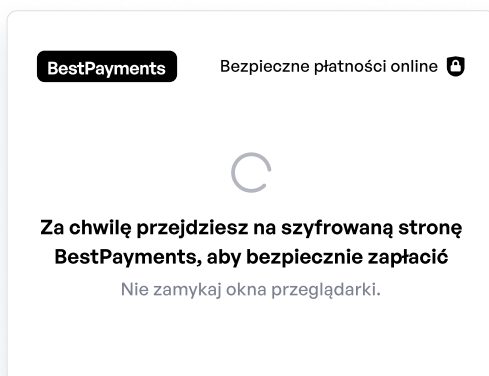 BestPayments
Bezpieczne płatności online
Za chwilę przejdziesz na szyfrowaną stronę
BestPayments, aby bezpiecznie zapłacić
Nie zamykaj okna przeglądarki.